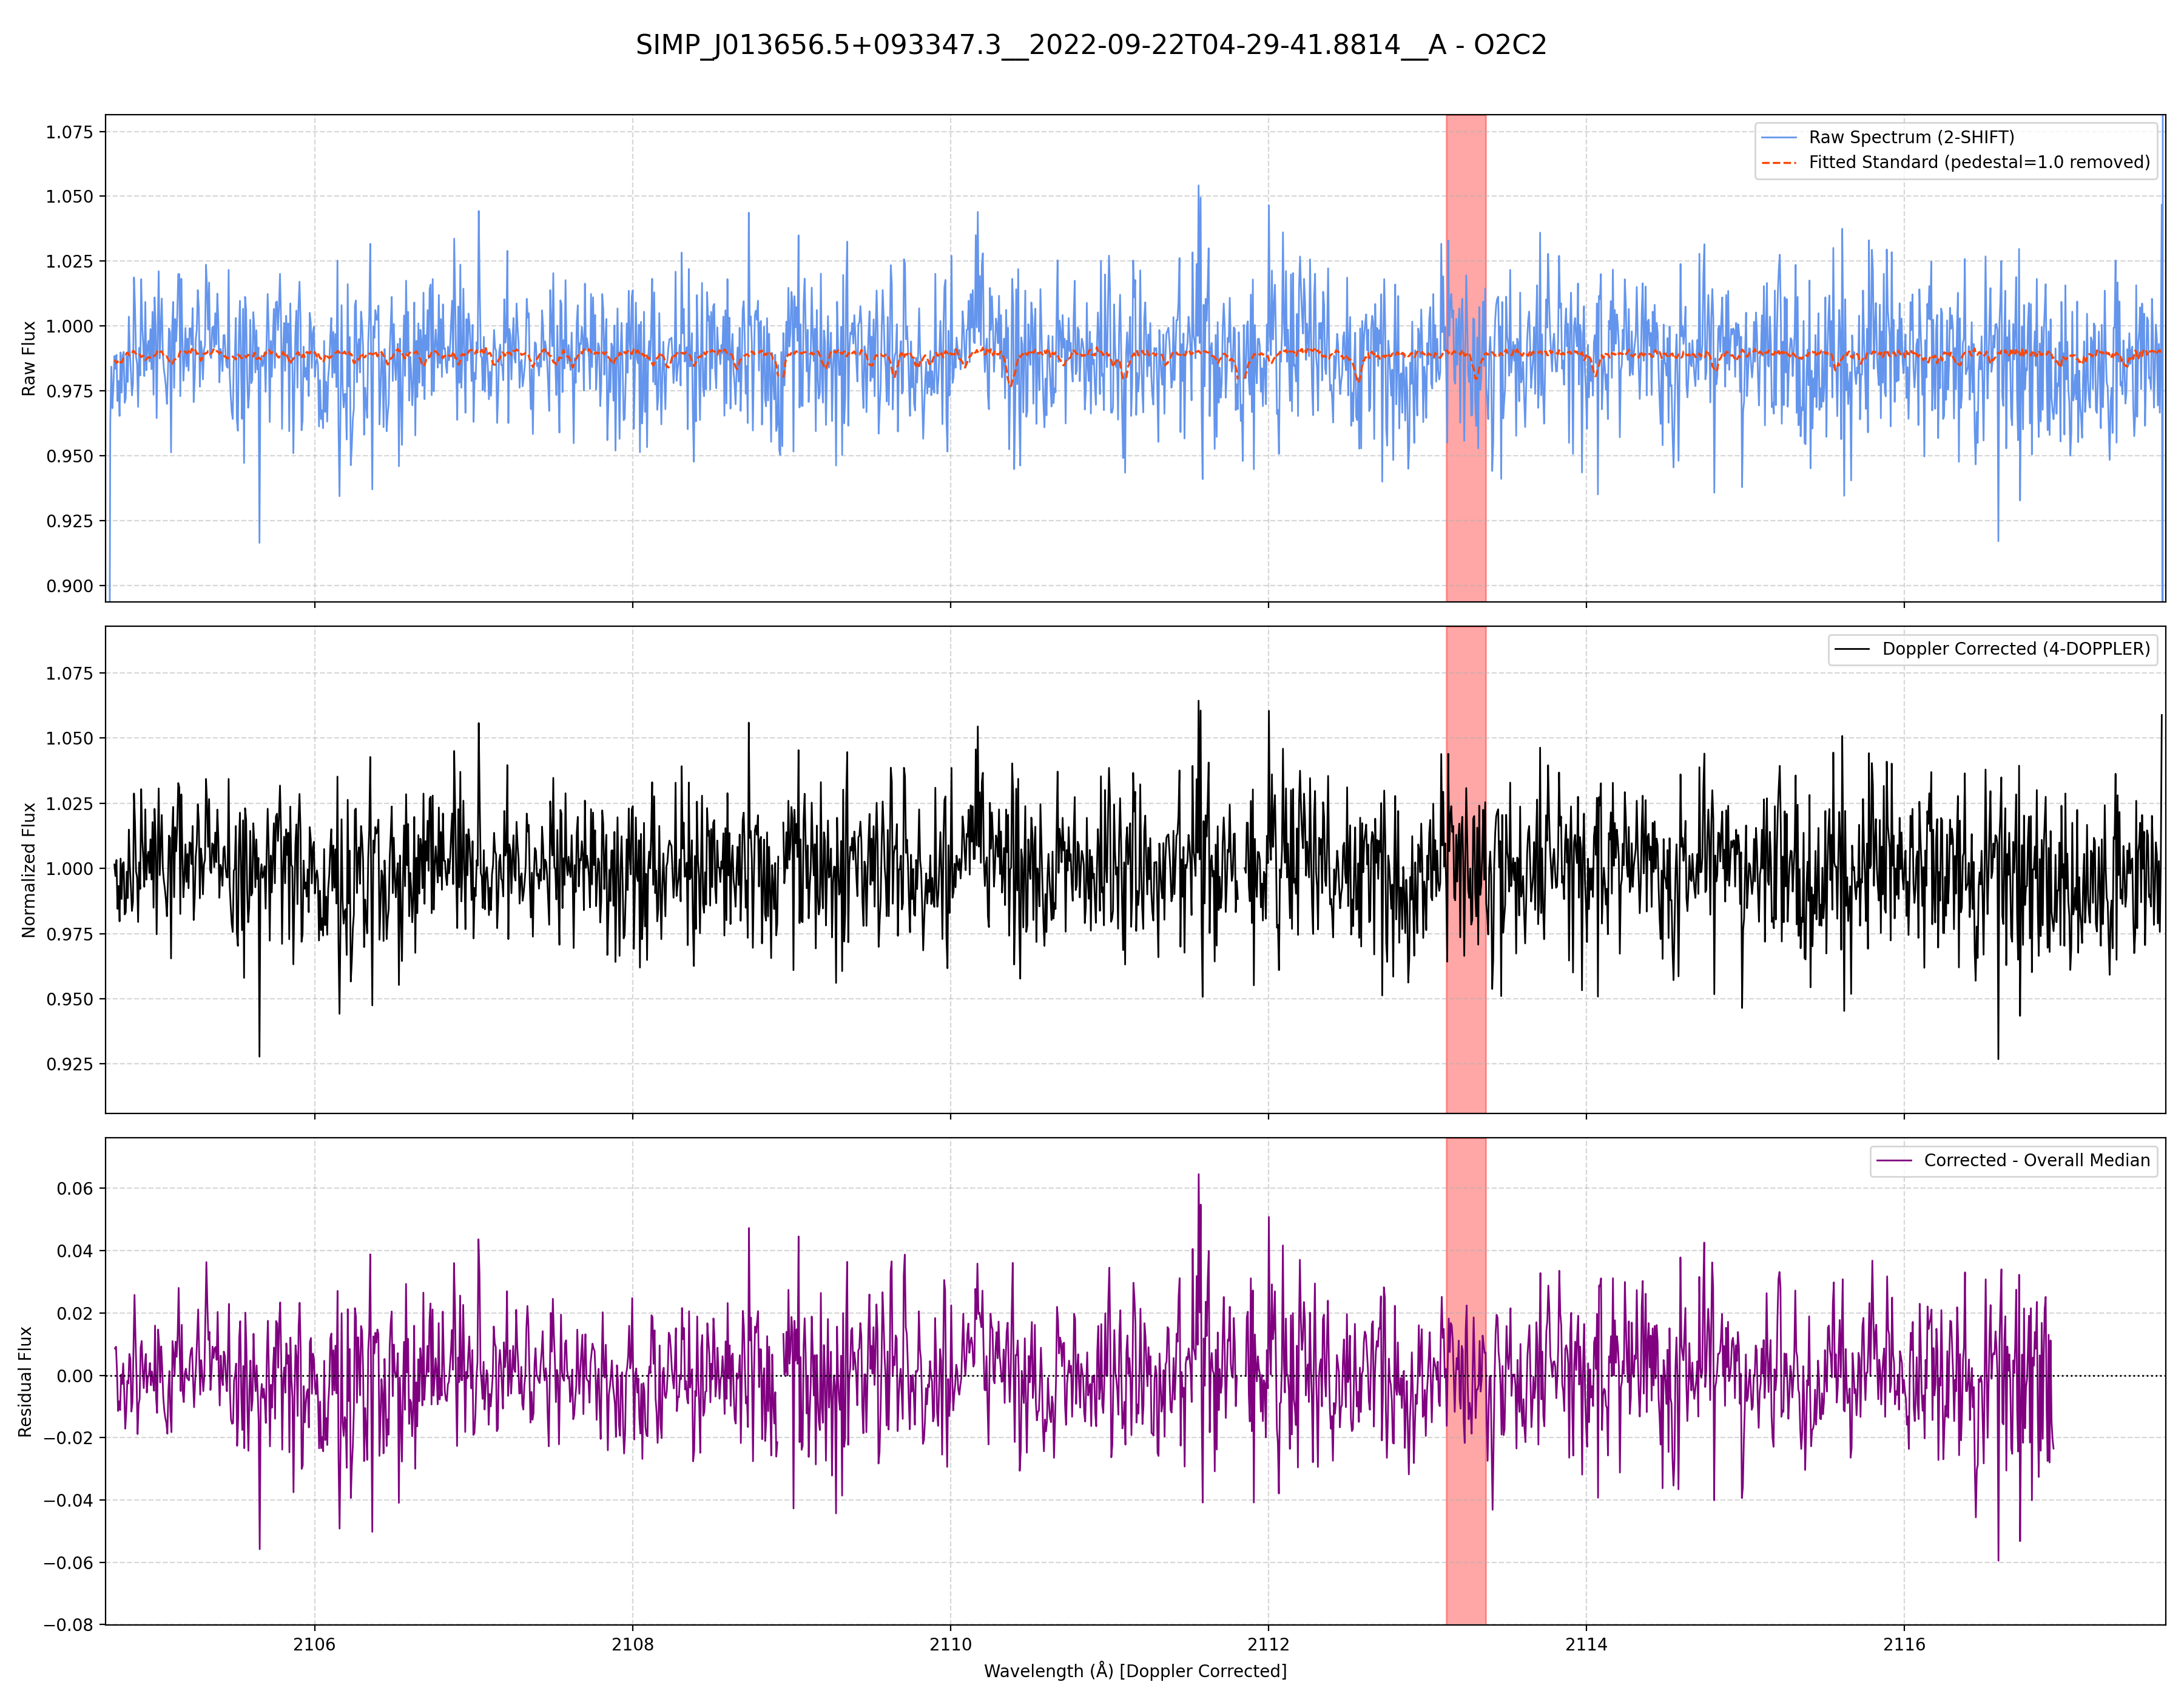 SIMP_J013656.5+093347.3__2022-09-22T04-29-41.8814__A - O2C2
1.075
1.050
1.025
1.000
0.975
0.950
0.925
0.900
Raw Flux
Raw Spectrum (2-SHIFT)
Fitted Standard (pedestal=1.0 removed)
1.075
1.050
1.025
1.000
0.975
0.950
0.925
Normalized Flux
Doppler Corrected (4-DOPPLER)
0.06
0.04
0.02
0.00
−0.02
−0.04
−0.06
−0.08
Residual Flux
Corrected - Overall Median
2106 2108 2110 2112 2114 2116
Wavelength (Å) [Doppler Corrected]